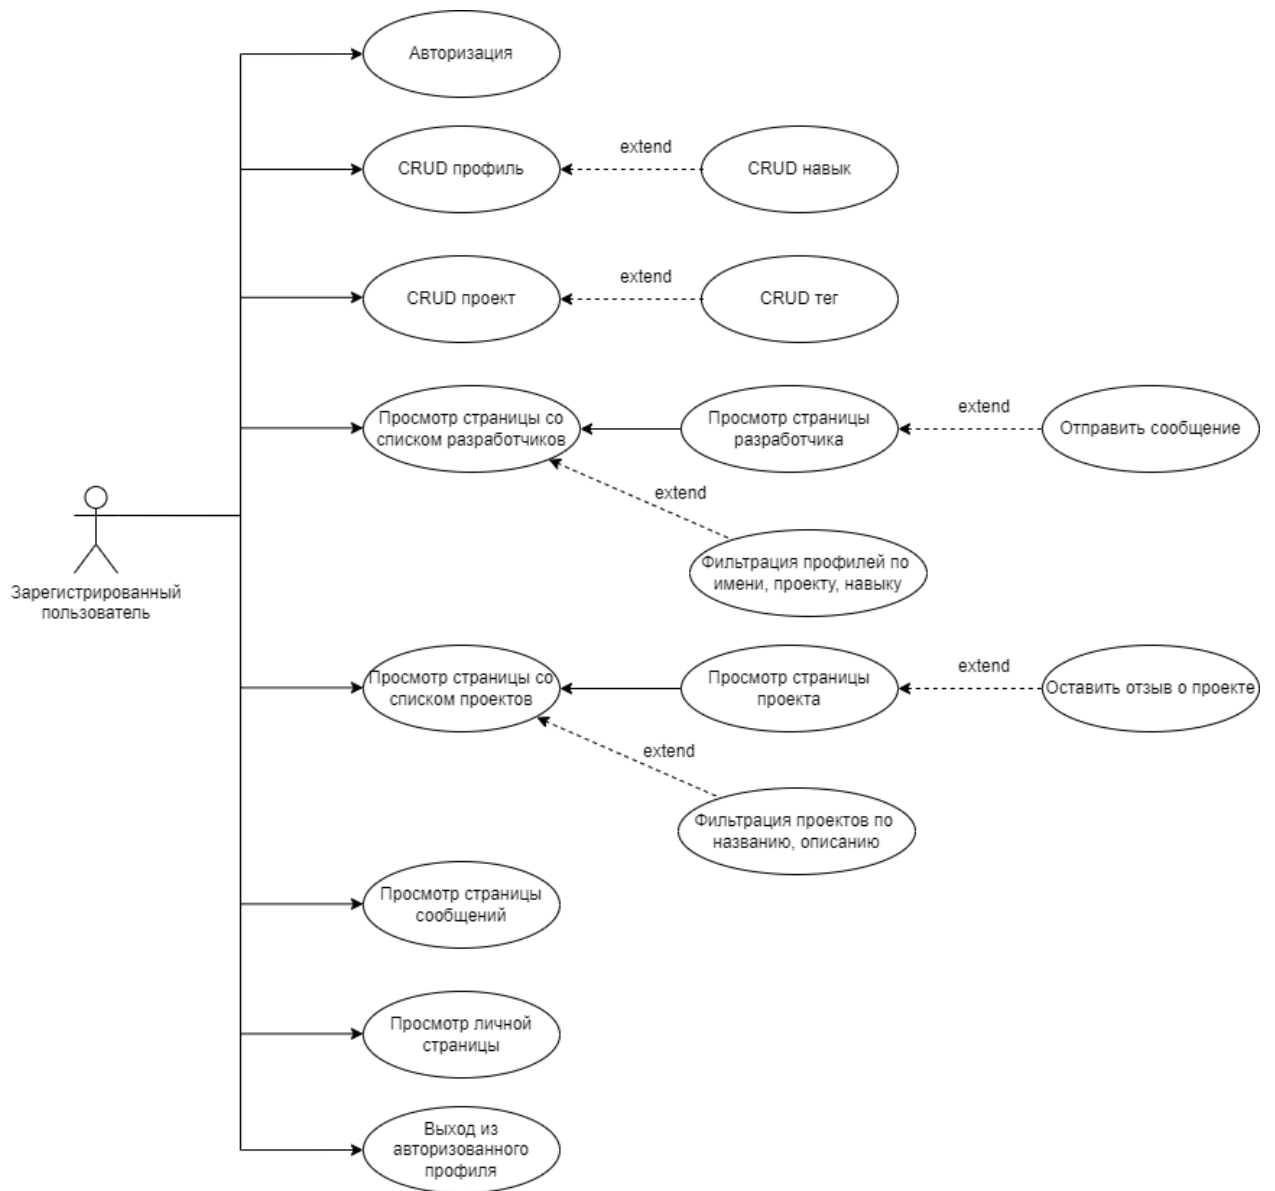 Авторизация
extend
CRUD профиль
CRUD навык
extend
CRUD проект
CRUD тег
Просмотр страницы со
списком разработчиков
Просмотр страницы
разработчика
extend
Отправить сообщение
extend
Фильтрация профилей по
имени, проекту, навыку
Зарегистрированный
пользователь
Просмотр страницы со
списком проектов
Просмотр страницы
проекта
extend
Оставить отзыв о проекте
extend
Фильтрация проектов по
названию, описанию
Просмотр страницы
сообщений
Просмотр личной
страницы
Выход из
авторизованного
профиля